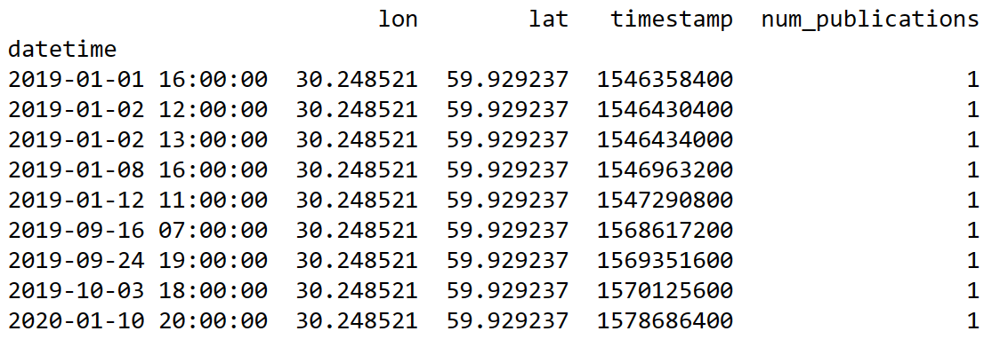 lon lat timestamp num_publications
datetime
2019-01-01 16:00:00 30.248521 59.929237 1546358400 1
2019-01-02 12:00:00 30.248521 59.929237 1546430400 1
2019-01-02 13:00:00 30.248521 59.929237 1546434000 1
2019-01-08 16:00:00 30.248521 59.929237 1546963200 1
2019-01-12 11:00:00 30.248521 59.929237 1547290800 1
2019-09-16 07:00:00 30.248521 59.929237 1568617200 1
2019-09-24 19:00:00 30.248521 59.929237 1569351600 1
2019-10-03 18:00:00 30.248521 59.929237 1570125600 1
2020-01-10 20:00:00 30.248521 59.929237 1578686400 1